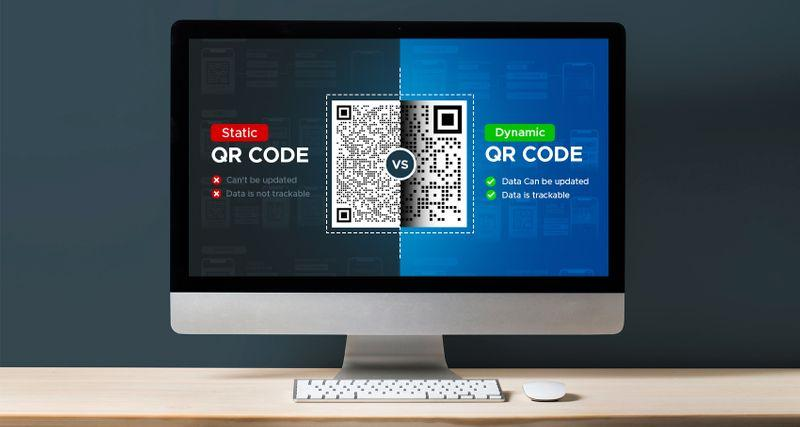 Static
QR CODE
Can't be updated
Data is not trackable
VS
Dynamic
QR CODE
Data Can be updated
Data is trackable